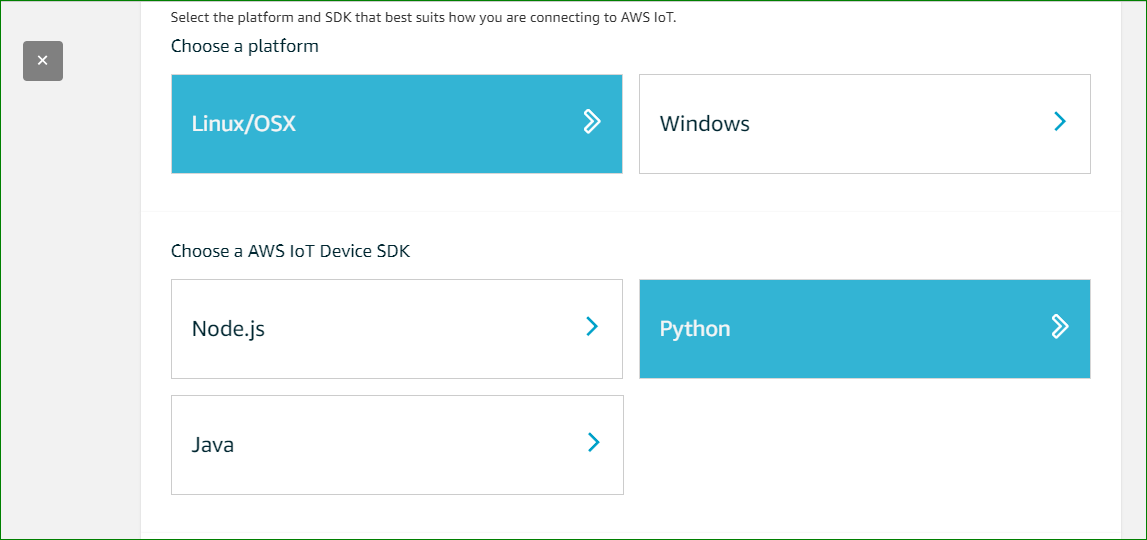 Select the platform and SDK that best suits how you are connecting to AWS IoT.
Choose a platform
Linux/OSX
Windows
Choose a AWS IoT Device SDK
Node.js
Python
Java